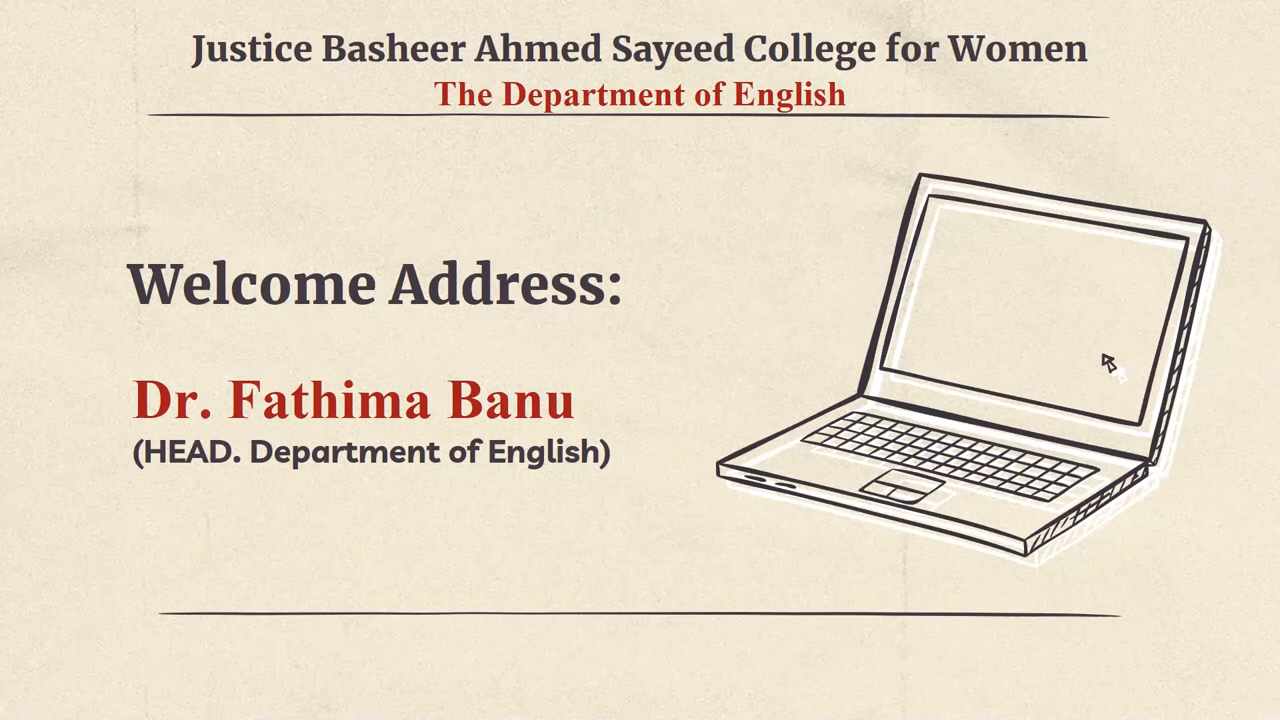 Justice Basheer Ahmed Sayeed College for Women
The Department of English
Welcome Address:
Dr. Fathima Banu
(HEAD. Department of English)